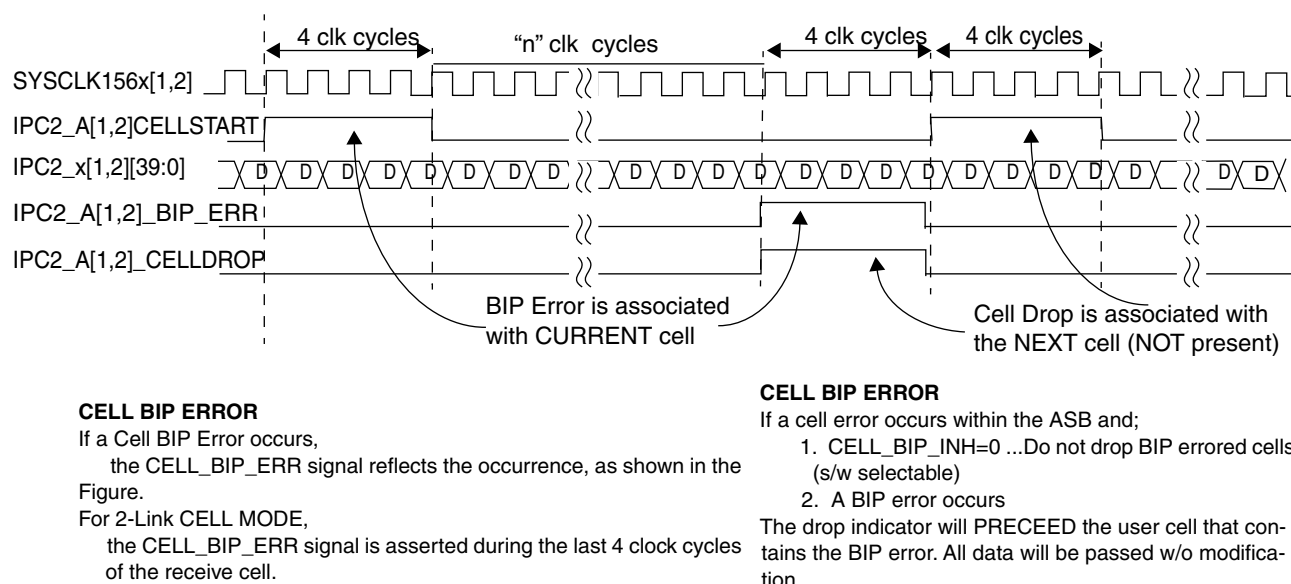 4 clk cycles "n" clk cycles 4 clk cycles 4 clk cycles
SYSCLK156x[1,2]
IPC2_A[1,2]CELLSTART
IPC2_x[1,2][39:0] D D D D D D D D D D D D D D D D D D D D D
IPC2_A[1,2]_BIP_ERR
IPC2_A[1,2]_CELLDROP
BIP Error is associated
with CURRENT cell
Cell Drop is associated with
the NEXT cell (NOT present)
CELL BIP ERROR
If a Cell BIP Error occurs,
the CELL_BIP_ERR signal reflects the occurrence, as shown in the
Figure.
For 2-Link CELL MODE,
the CELL_BIP_ERR signal is asserted during the last 4 clock cycles
of the receive cell.
CELL BIP ERROR
If a cell error occurs within the ASB and;
1. CELL_BIP_INH=0 ...Do not drop BIP errored cells
(s/w selectable)
2. A BIP error occurs
The drop indicator will PRECEED the user cell that con-
tains the BIP error. All data will be passed w/o modifica-
tion.